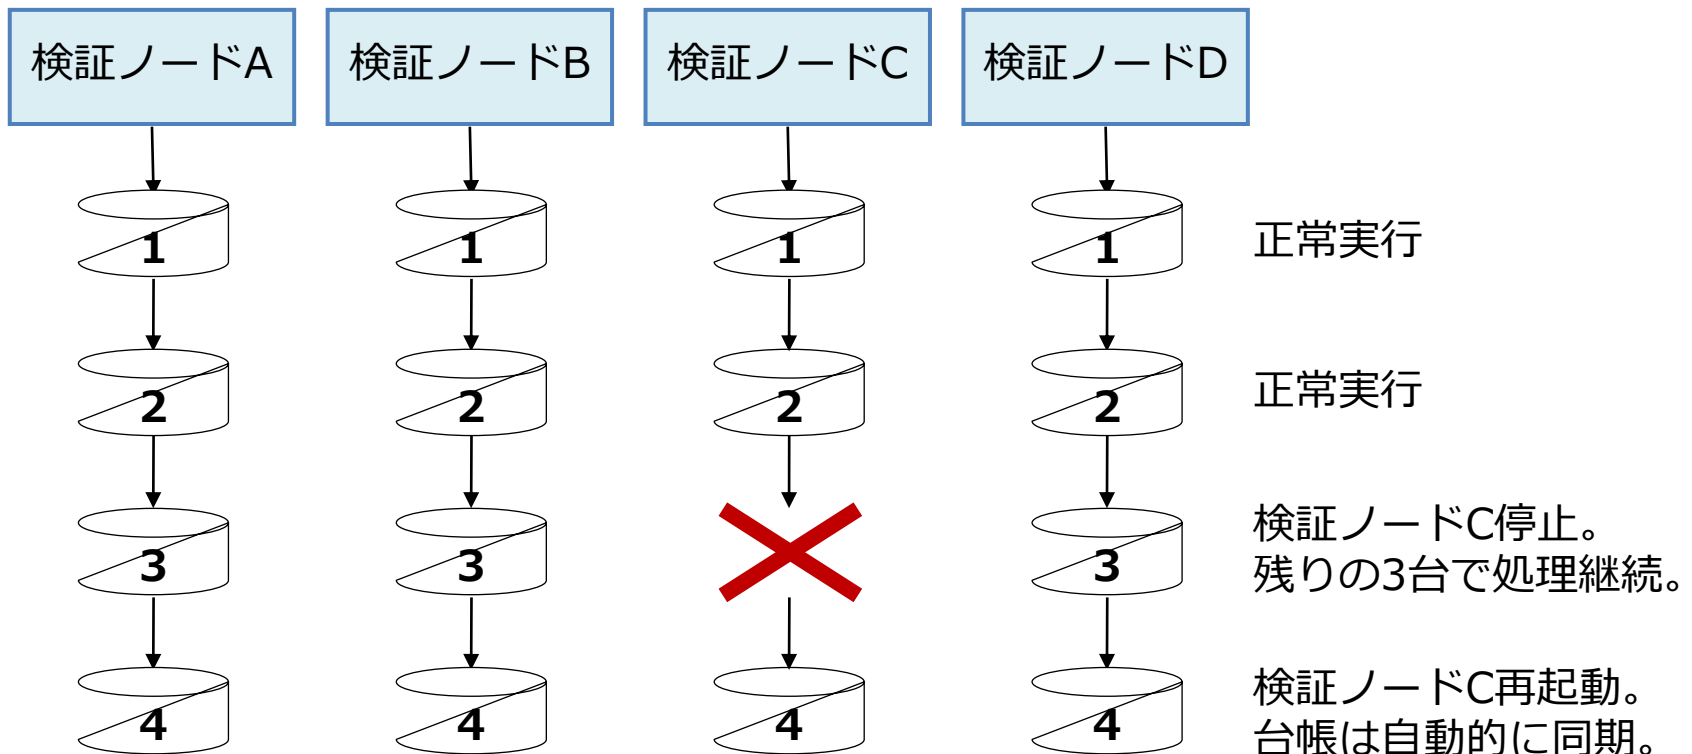 検証ノードA 検証ノードB 検証ノードC 検証ノードD
1 1 1 1 正常実行
2 2 2 2 正常実行
検証ノードC停止。
3 3 3 残りの3台で処理継続。
検証ノードC再起動。
4 4 4 4 台帳は自動的に同期。